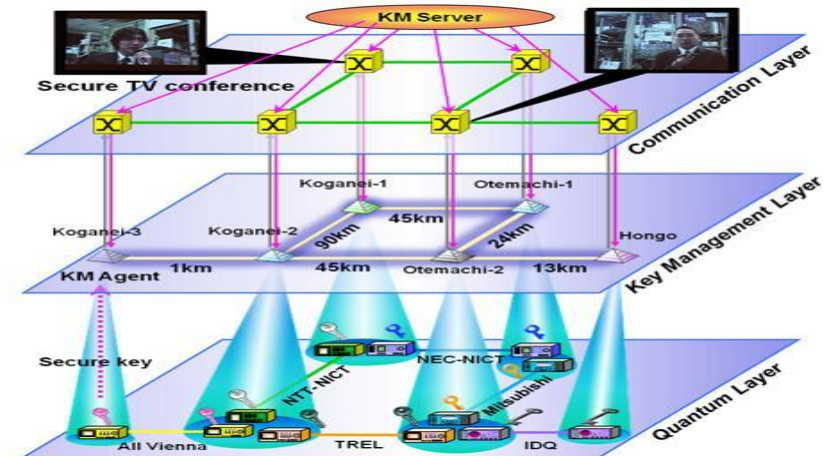 KM Server
Secure TV conference
Communication Layer
Koganei-1
Otemachi-1
45km
Koganei-3
Koganei-2
90km
24km
Hongo
KM Agent
1km
45km
Otemachi-2
13km
Key Management Layer
Secure key
NEC-NICT
NTT-NICT
Mitsubishi
All Vienna
TREL
IDQ
Quantum Layer